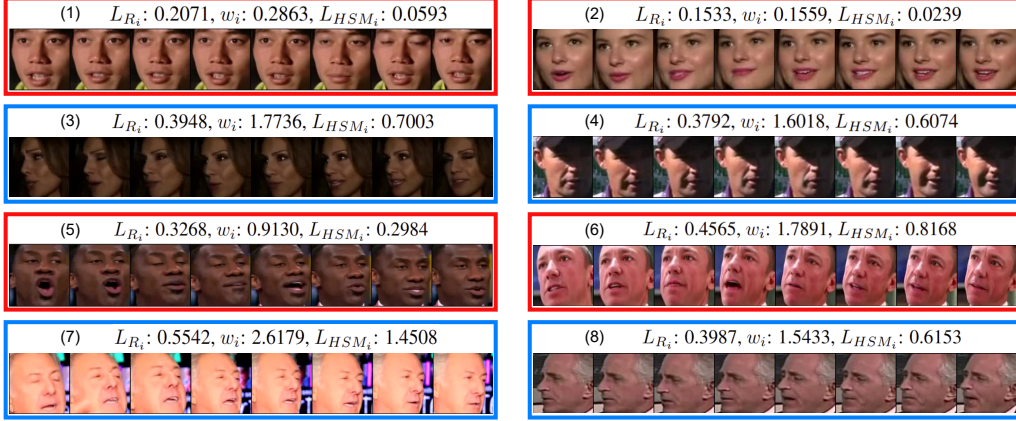 (1) L_{R_i}: 0.2071, w_i: 0.2863, L_{HSM_i}: 0.0593
(2) L_{R_i}: 0.1533, w_i: 0.1559, L_{HSM_i}: 0.0239
(3) L_{R_i}: 0.3948, w_i: 1.7736, L_{HSM_i}: 0.7003
(4) L_{R_i}: 0.3792, w_i: 1.6018, L_{HSM_i}: 0.6074
(5) L_{R_i}: 0.3268, w_i: 0.9130, L_{HSM_i}: 0.2984
(6) L_{R_i}: 0.4565, w_i: 1.7891, L_{HSM_i}: 0.8168
(7) L_{R_i}: 0.5542, w_i: 2.6179, L_{HSM_i}: 1.4508
(8) L_{R_i}: 0.3987, w_i: 1.5433, L_{HSM_i}: 0.6153